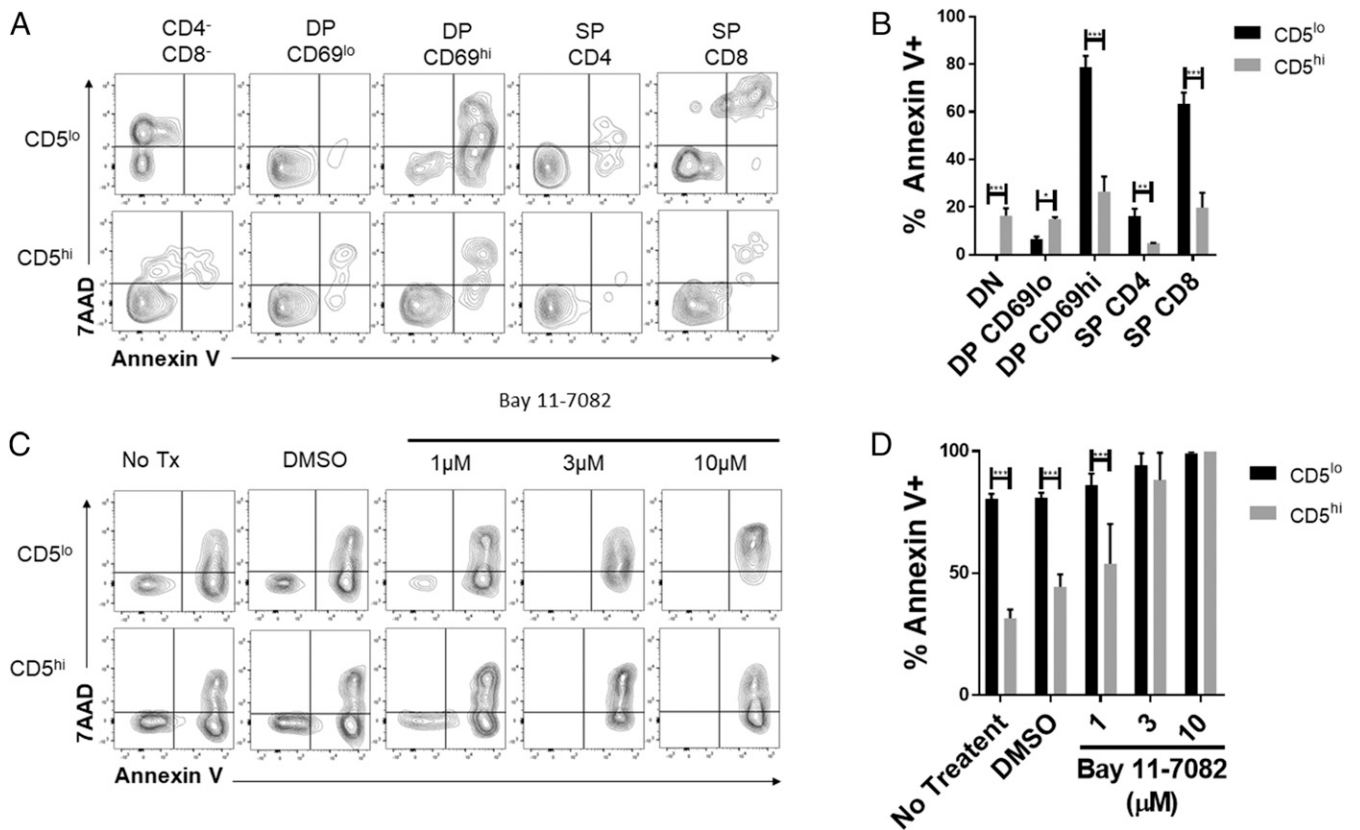 A
CD4-
CD8-
DP
CD69lo
DP
CD69hi
SP
CD4
SP
CD8
CD5lo
CD5hi
7AAD
Annexin V
B
% Annexin V+
100
80
60
40
20
0
***
*
***
**
***
DN
DP CD69lo
DP CD69hi
SP CD4
SP CD8
CD5lo
CD5hi
Bay 11-7082
C
No Tx
DMSO
1µM
3µM
10µM
CD5lo
CD5hi
7AAD
Annexin V
D
% Annexin V+
100
50
0
***
***
***
No Treatent
DMSO
1
3
10
Bay 11-7082
(µM)
CD5lo
CD5hi